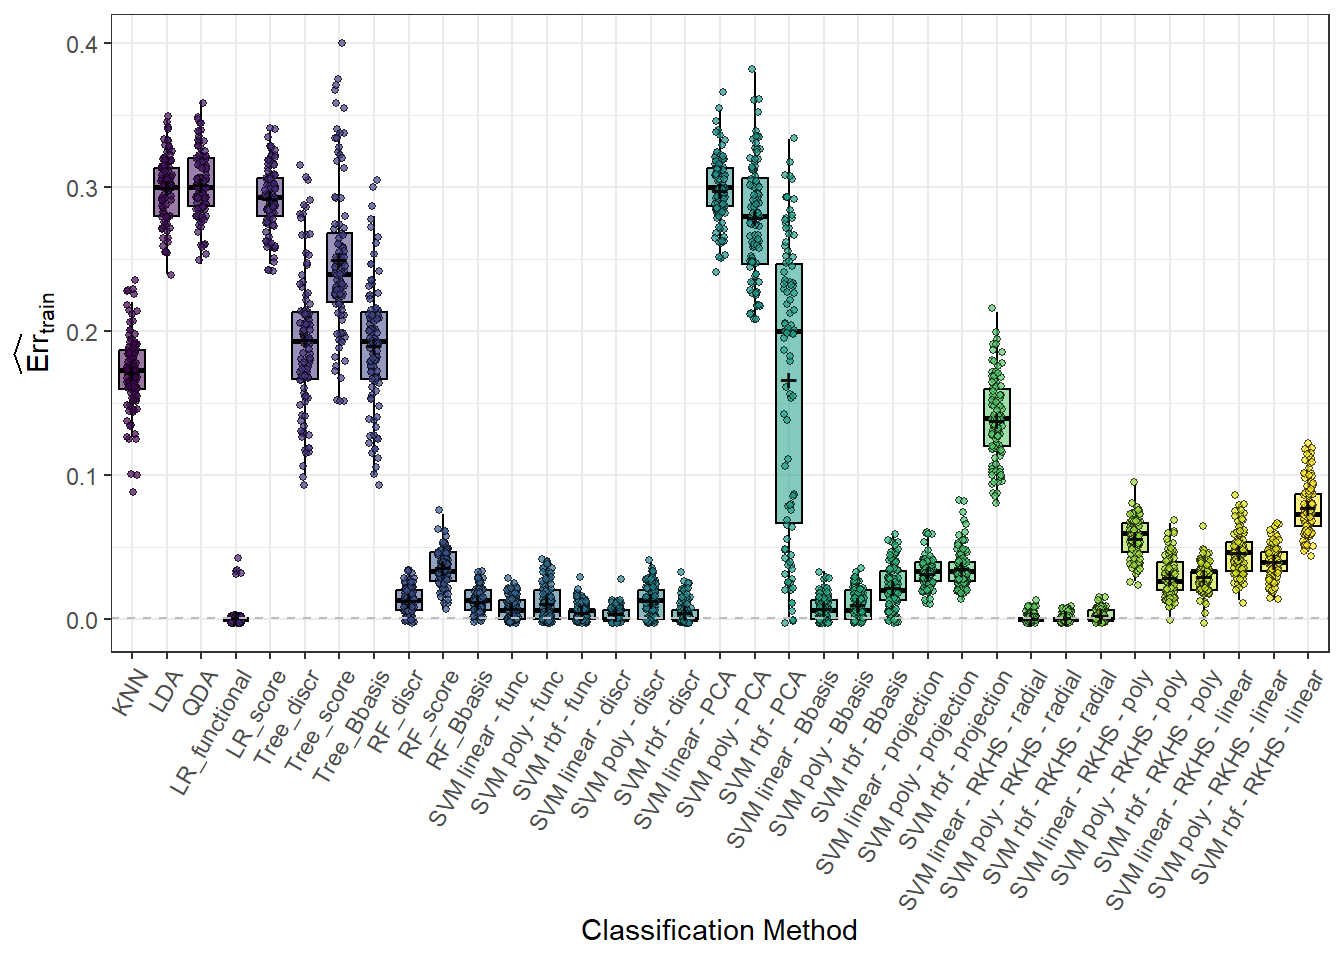 0.4
0.3
0.2
0.1
0.0
Err train
KNN
LDA
QDA
LR_functional
LR_score
Tree_discr
Tree_score
Tree_Bbasis
RF_discr
RF_score
RF_Bbasis
SVM linear - func
SVM poly - func
SVM rbf - func
SVM linear - discr
SVM poly - discr
SVM rbf - discr
SVM linear - PCA
SVM poly - PCA
SVM rbf - PCA
SVM linear - Bbasis
SVM poly - Bbasis
SVM rbf - Bbasis
SVM linear - projection
SVM poly - projection
SVM rbf - projection
SVM linear - RKHS - radial
SVM poly - RKHS - radial
SVM rbf - RKHS - radial
SVM linear - RKHS - poly
SVM poly - RKHS - poly
SVM rbf - RKHS - poly
SVM linear - RKHS - linear
SVM poly - RKHS - linear
SVM rbf - RKHS - linear
Classification Method